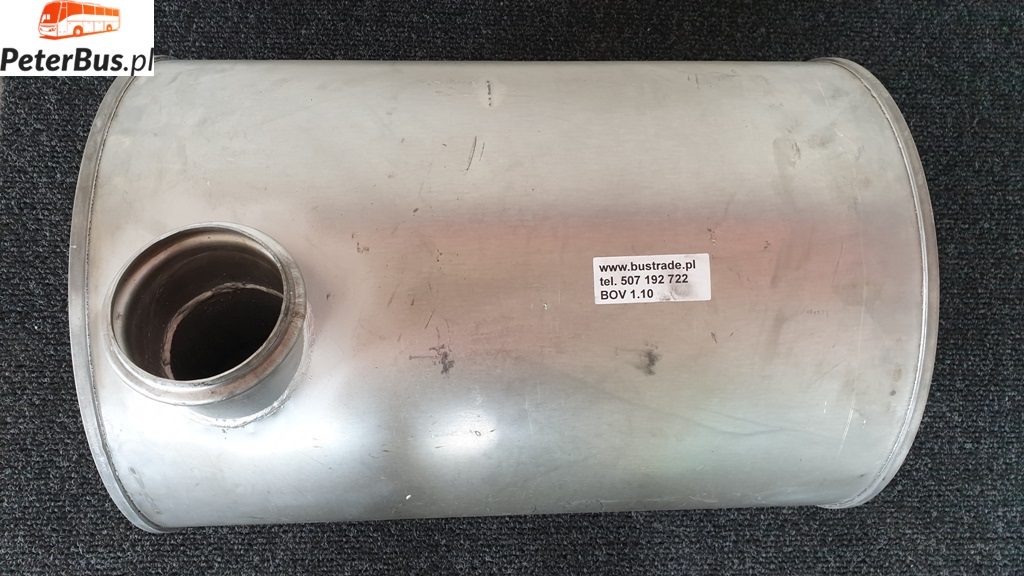 PeterBus.pl
www.bustrade.pl
tel. 507 192 722
BOV 1.10